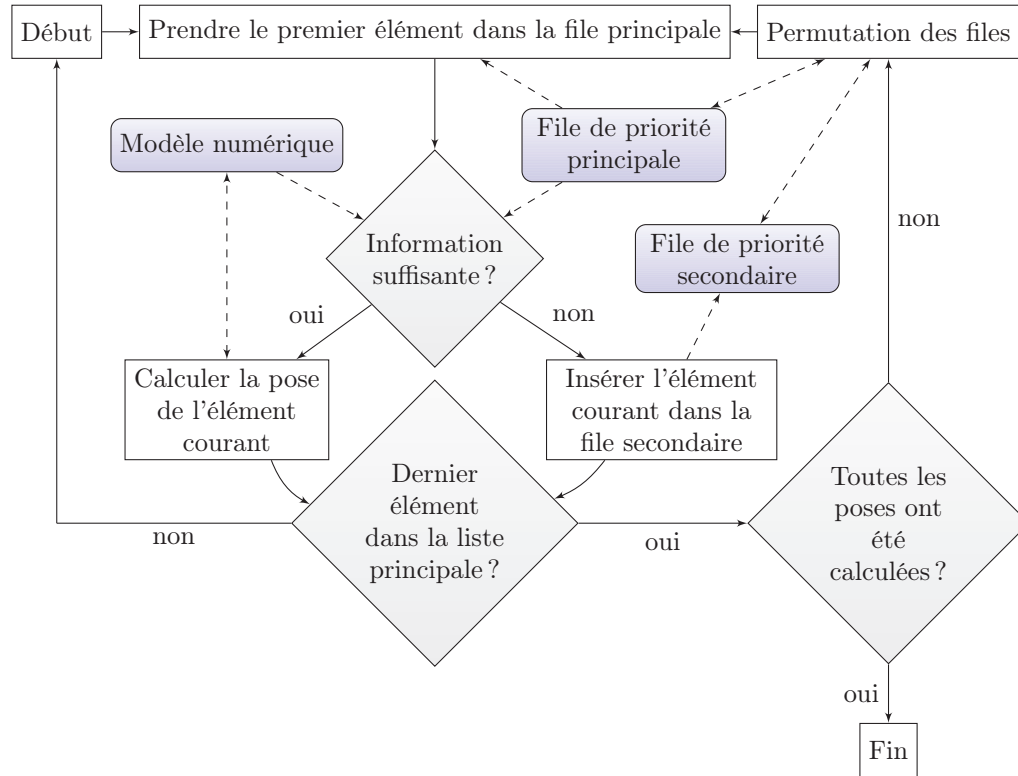 Début
Prendre le premier élément dans la file principale
Permutation des files
Modèle numérique
File de priorité
principale
non
Information
suffisante ?
File de priorité
secondaire
oui
non
Calculer la pose
de l'élément
courant
Insérer l'élément
courant dans la
file secondaire
Dernier
élément
dans la liste
principale ?
Toutes les
poses ont
été
calculées ?
non
oui
oui
Fin